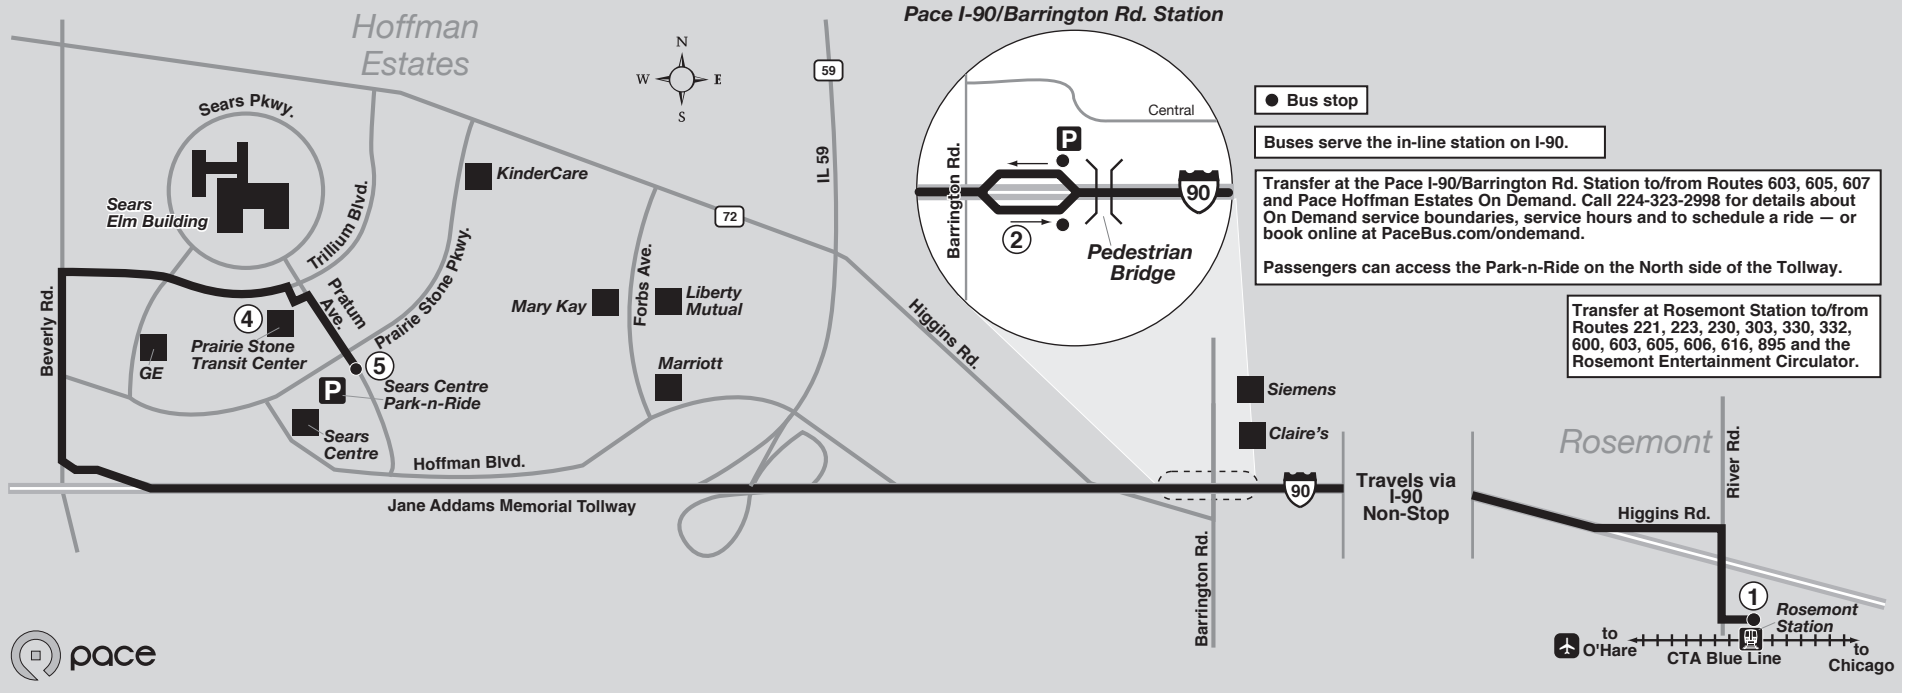 Hoffman
Estates
Pace I-90/Barrington Rd. Station
N
W
E
S
59
IL 59
Sears Pkwy.
Sears
Elm Building
Trillium Blvd.
KinderCare
72
Prairie Stone Pkwy.
Pratum
Ave.
Beverly Rd.
4
Prairie Stone
Transit Center
GE
5
P
Sears Centre
Park-n-Ride
Sears
Centre
Mary Kay
Forbs Ave.
Liberty
Mutual
Marriott
Higgins Rd.
Hoffman Blvd.
Jane Addams Memorial Tollway
Central
Barrington Rd.
P
90
2
Pedestrian
Bridge
Bus stop
Buses serve the in-line station on I-90.
Transfer at the Pace I-90/Barrington Rd. Station to/from Routes 603, 605, 607
and Pace Hoffman Estates On Demand. Call 224-323-2998 for details about
On Demand service boundaries, service hours and to schedule a ride — or
book online at PaceBus.com/ondemand.
Passengers can access the Park-n-Ride on the North side of the Tollway.
Transfer at Rosemont Station to/from
Routes 221, 223, 230, 303, 330, 332,
600, 603, 605, 606, 616, 895 and the
Rosemont Entertainment Circulator.
Siemens
Claire's
90
Barrington Rd.
Travels via
I-90
Non-Stop
Rosemont
River Rd.
Higgins Rd.
1
Rosemont
Station
to
O'Hare
CTA Blue Line
to
Chicago
pace